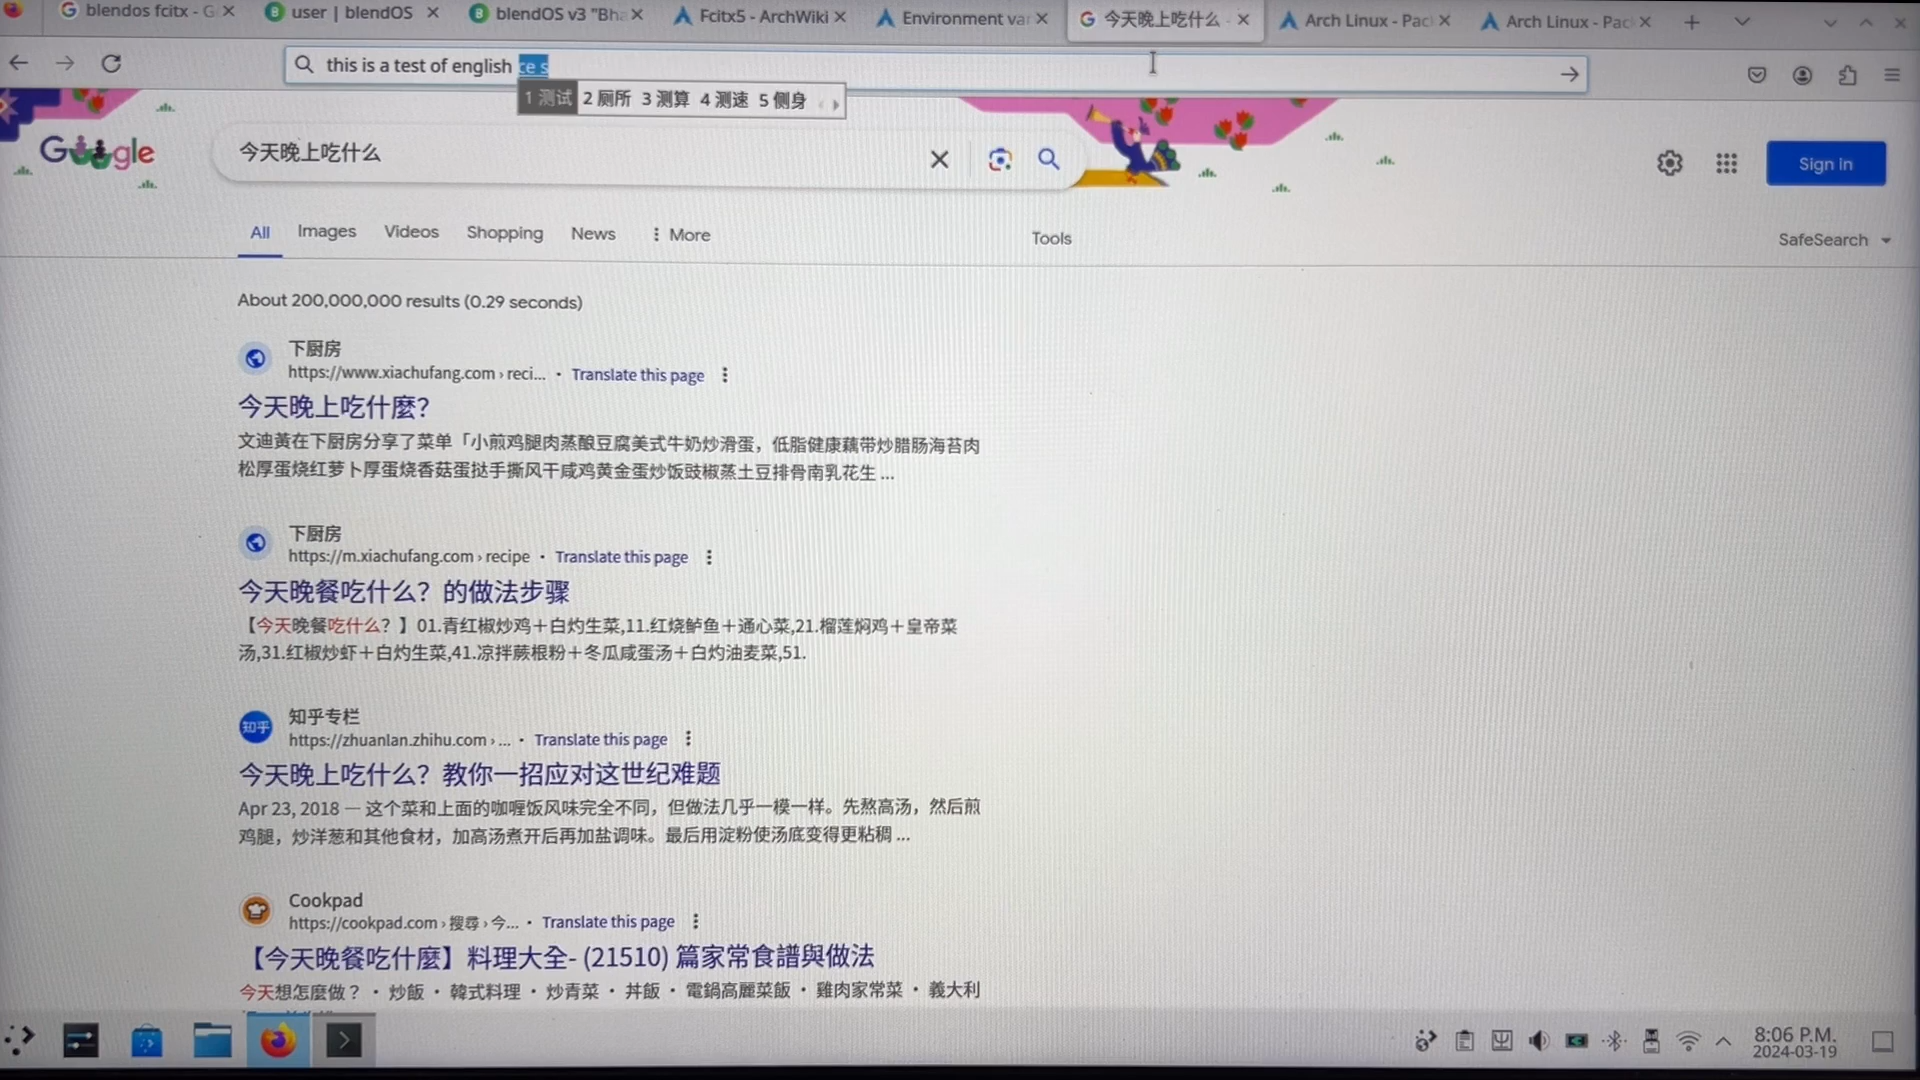 blendos fcitx - G
user | blendOS
blendOS v3 "Bha
Fcitx5 - ArchWiki
Environment var
今天晚上吃什么 -
Arch Linux - Pack
Arch Linux - Pack
this is a test of english ce s
1 测试 2 厕所 3 测算 4 测速 5 侧身
Google
今天晚上吃什么
Sign in
All Images Videos Shopping News More Tools
SafeSearch
About 200,000,000 results (0.29 seconds)
下厨房
https://www.xiachufang.com › reci... · Translate this page
今天晚上吃什麼？
文迪黃在下厨房分享了菜单「小煎鸡腿肉蒸酿豆腐美式牛奶炒滑蛋，低脂健康藕带炒腊肠海苔肉
松厚蛋烧红萝卜厚蛋烧香菇蛋挞手撕风干咸鸡黄金蛋炒饭豉椒蒸土豆排骨南乳花生 ...
下厨房
https://m.xiachufang.com › recipe · Translate this page
今天晚餐吃什么？的做法步骤
【今天晚餐吃什么？】01.青红椒炒鸡＋白灼生菜,11.红烧鲈鱼＋通心菜,21.榴莲焖鸡＋皇帝菜
汤,31.红椒炒虾＋白灼生菜,41.凉拌蕨根粉＋冬瓜咸蛋汤＋白灼油麦菜,51.
知乎
知乎专栏
https://zhuanlan.zhihu.com › ... · Translate this page
今天晚上吃什么？教你一招应对这世纪难题
Apr 23, 2018 — 这个菜和上面的咖喱饭风味完全不同，但做法几乎一模一样。先熬高汤，然后煎
鸡腿，炒洋葱和其他食材，加高汤煮开后再加盐调味。最后用淀粉使汤底变得更粘稠 ...
Cookpad
https://cookpad.com › 搜尋 › 今... · Translate this page
【今天晚餐吃什麼】料理大全- (21510) 篇家常食譜與做法
今天想怎麼做？ · 炒飯 · 韓式料理 · 炒青菜 · 丼飯 · 電鍋高麗菜飯 · 雞肉家常菜 · 義大利
8:06 P.M.
2024-03-19